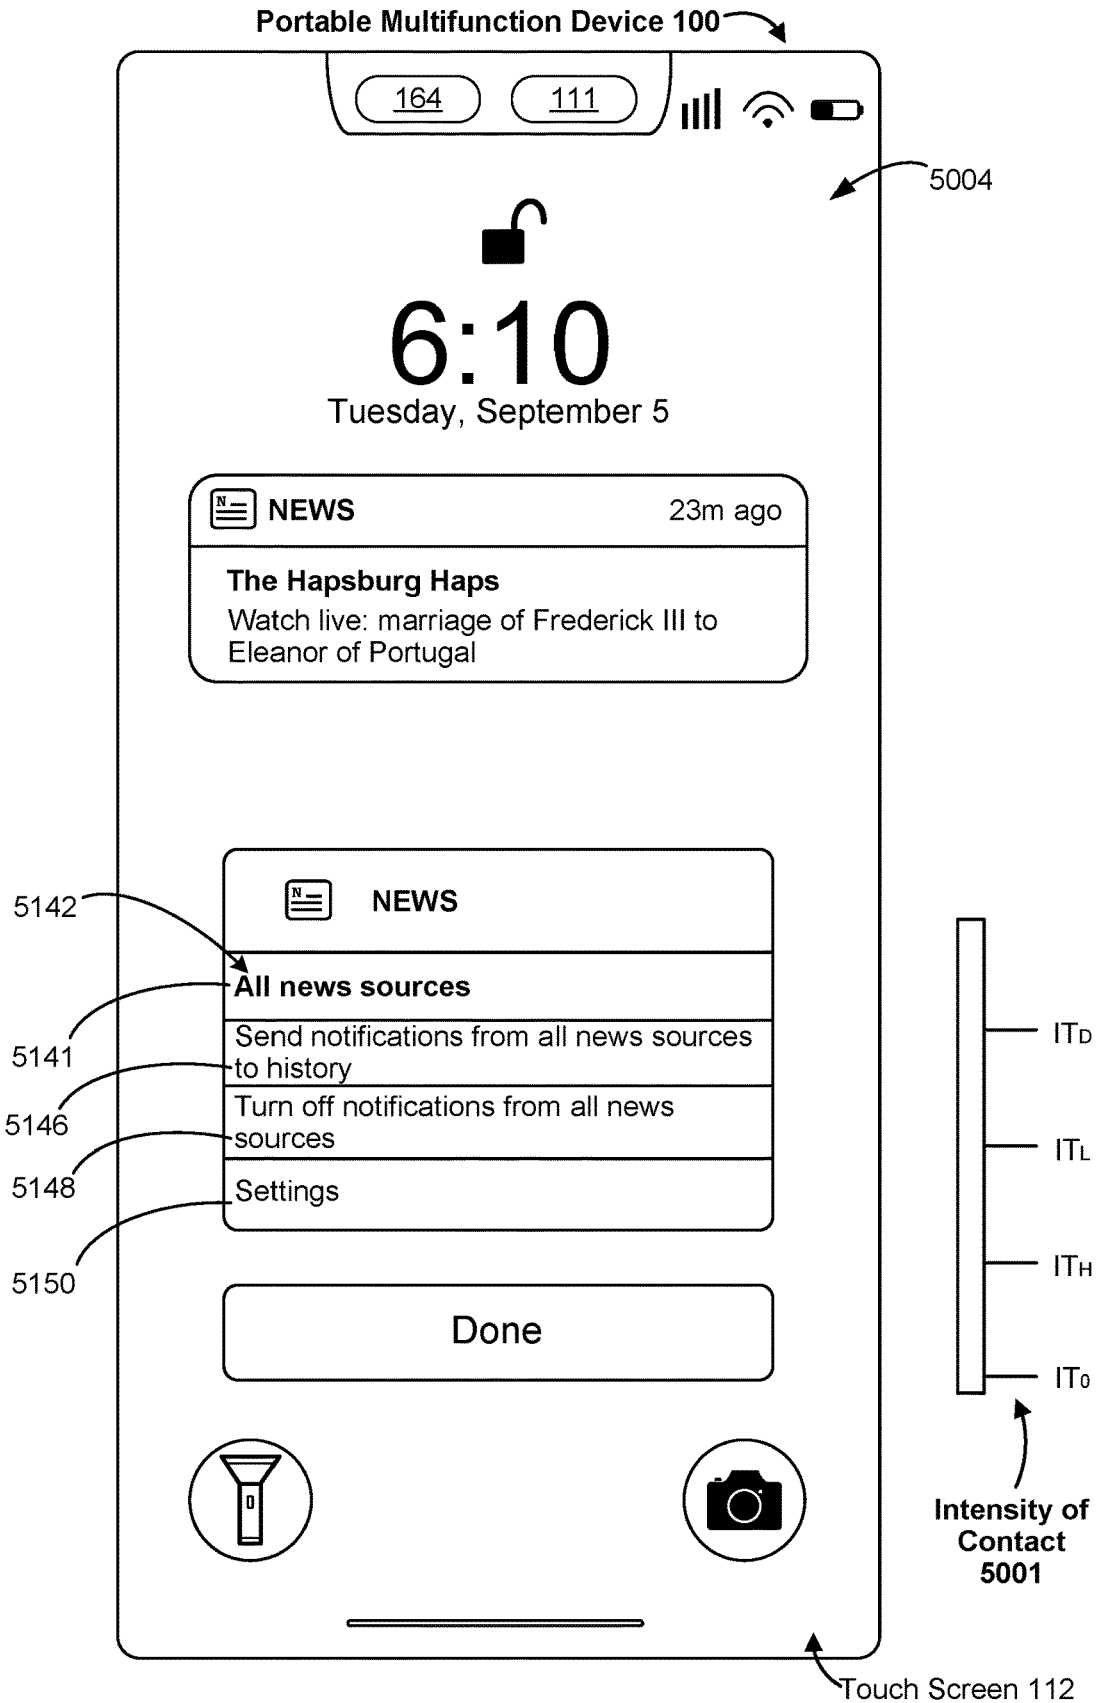 Portable Multifunction Device 100
164
111
5004
6:10
Tuesday, September 5
N
NEWS
23m ago
The Hapsburg Haps
Watch live: marriage of Frederick III to
Eleanor of Portugal
N
NEWS
5142
All news sources
5141
Send notifications from all news sources
to history
5146
Turn off notifications from all news
sources
5148
Settings
5150
Done
ITD
ITL
ITH
IT0
Intensity of
Contact
5001
Touch Screen 112